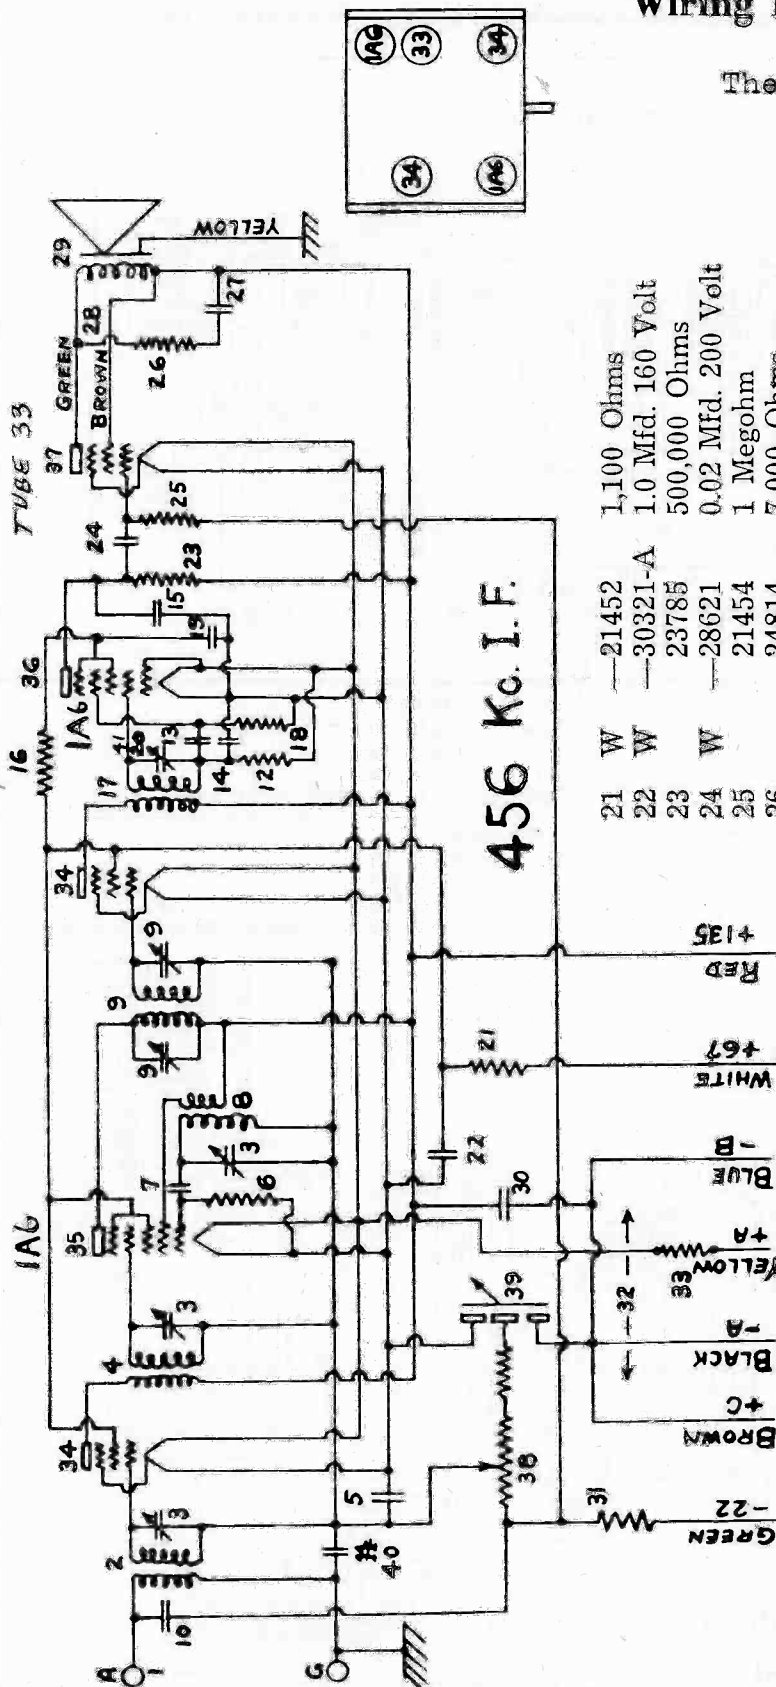 Wiring
The
1A6
33
34
34
1A6
TUBE 33
37
GREEN
28
BROWN
29
YELLOW
26
27
24
25
23
15
19
36
1A6
16
17
11
20
13
14
12
18
34
9
9
9
8
7
3
6
1A6
35
3
4
34
3
2
A
1
10
G
40
5
38
39
30
22
21
31
33
32
456 Kc. I.F.
RED
+135
WHITE
+67
BLUE
-B
YELLOW
+A
BLACK
-A
BROWN
+C
GREEN
-22
21 W —21452 1,100 Ohms
22 W —30321-A 1.0 Mfd. 160 Volt
23 23785 500,000 Ohms
24 W —28621 0.02 Mfd. 200 Volt
25 21454 1 Megohm
26 24814 7,000 Ohms